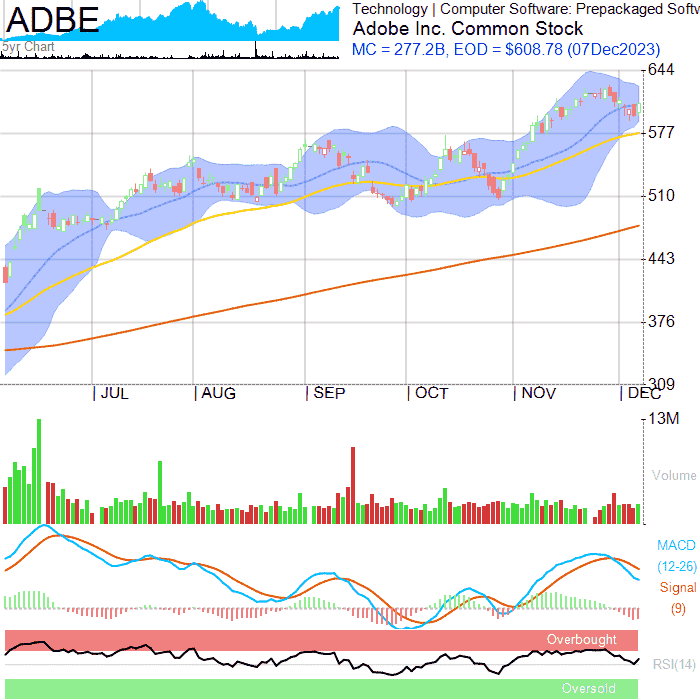 ADBE
5yr Chart
Technology | Computer Software: Prepackaged Softw
Adobe Inc. Common Stock
MC = 277.2B, EOD = $608.78 (07Dec2023)
644
577
510
443
376
309
JUL
AUG
SEP
OCT
NOV
DEC
13M
Volume
MACD
(12-26)
Signal
(9)
Overbought
RSI(14)
Oversold